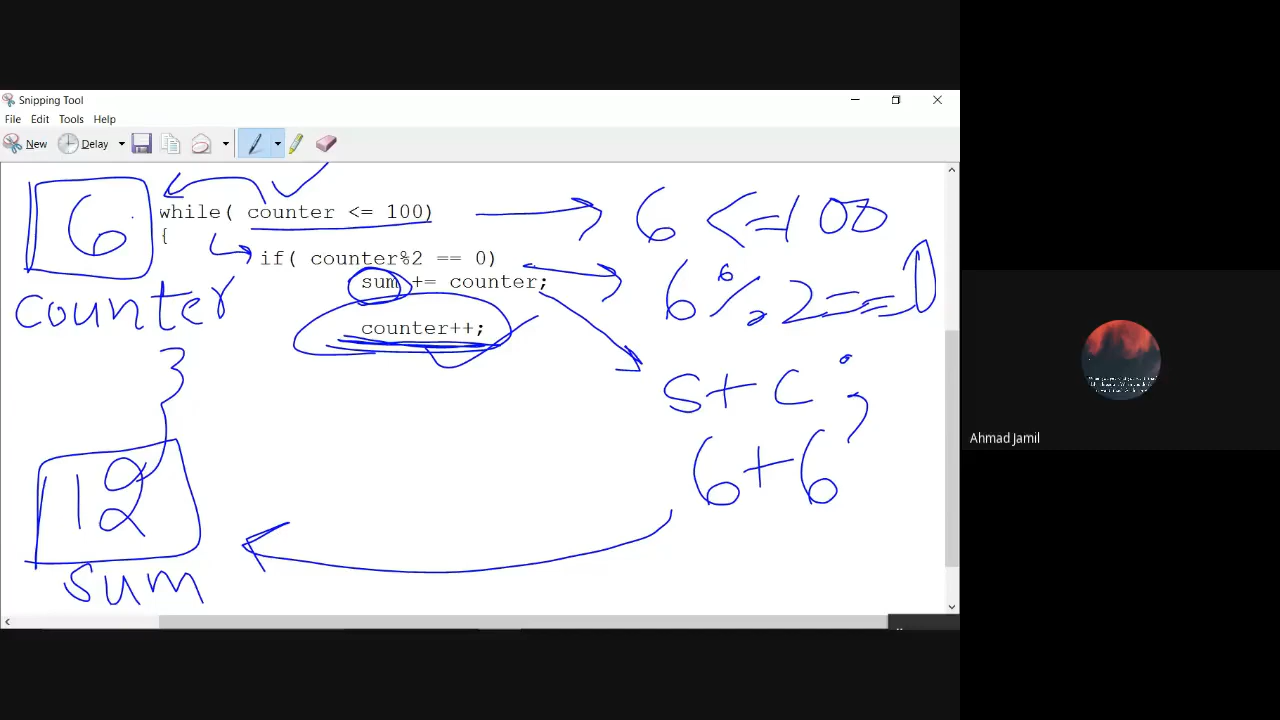 Snipping Tool
File Edit Tools Help
New Delay
6
while( counter <= 100)
6 <=100
{
if( counter%2 == 0)
6 % 2==0
sum += counter;
counter
counter++;
}
s+c ;
6+6
12
sum
Ahmad Jamil